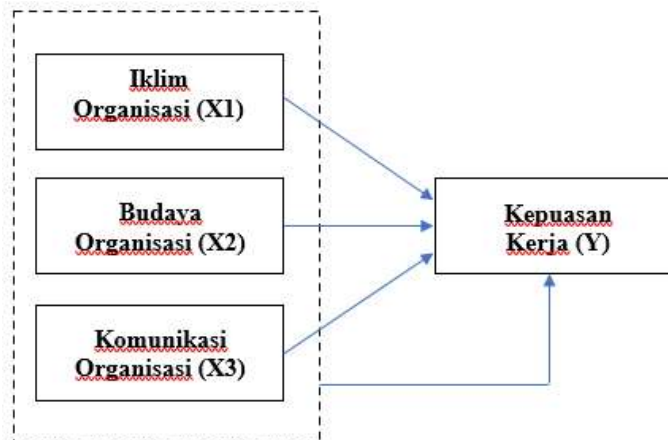 Iklim
Organisasi (X1)
Budaya
Organisasi (X2)
Komunikasi
Organisasi (X3)
Kepuasan
Kerja (Y)